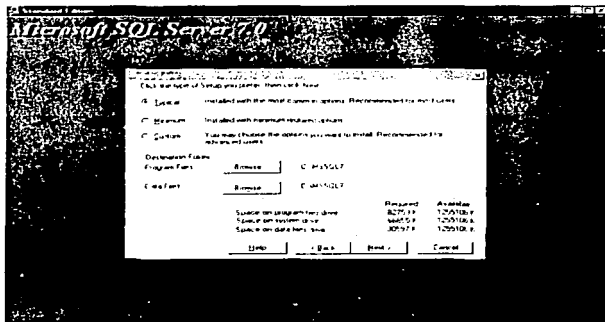 Standard Edition
Microsoft SQL Server 7.0
Setup Type
Click the type of Setup you prefer, then click Next.
Typical Installed with the most common options. Recommended for most users.
Minimum Installed with minimum required options.
Custom You may choose the options you want to install. Recommended for
advanced users.
Destination Folder
Program Files Browse... C:\MSSQL7
Data Files Browse... C:\MSSQL7
Required Available
Space on program files drive
Space on system drive
Space on data files drive
Help < Back Next > Cancel